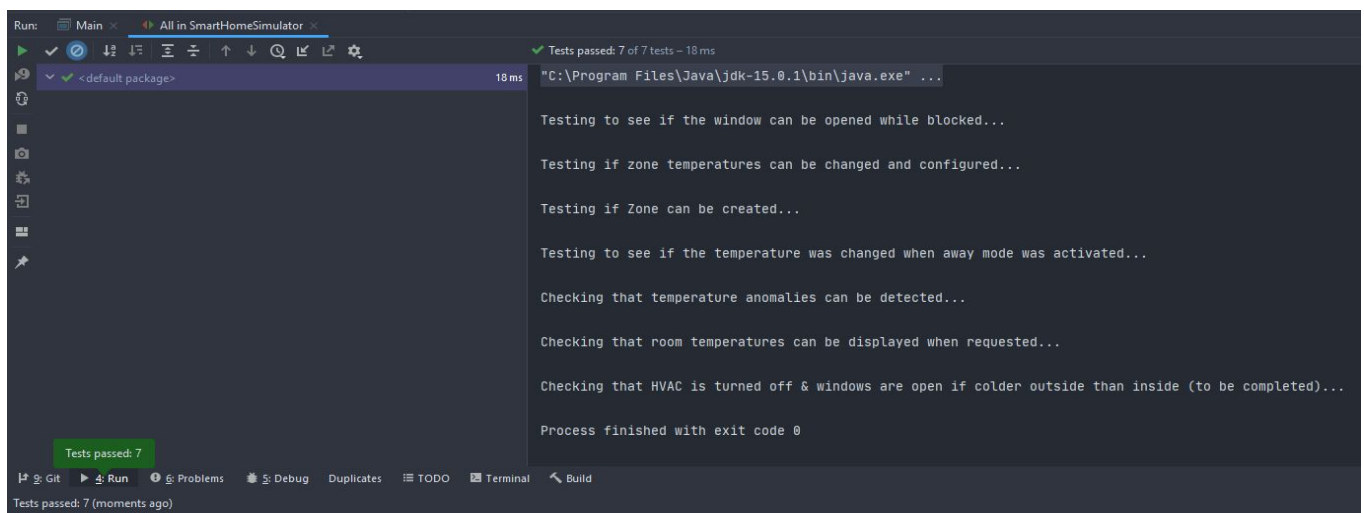 Run: Main × All in SmartHomeSimulator ×
Tests passed: 7 of 7 tests – 18 ms
<default package> 18 ms
"C:\Program Files\Java\jdk-15.0.1\bin\java.exe" ...
Testing to see if the window can be opened while blocked...
Testing if zone temperatures can be changed and configured...
Testing if Zone can be created...
Testing to see if the temperature was changed when away mode was activated...
Checking that temperature anomalies can be detected...
Checking that room temperatures can be displayed when requested...
Checking that HVAC is turned off & windows are open if colder outside than inside (to be completed)...
Process finished with exit code 0
Tests passed: 7
9: Git 4: Run 6: Problems 5: Debug Duplicates TODO Terminal Build
Tests passed: 7 (moments ago)